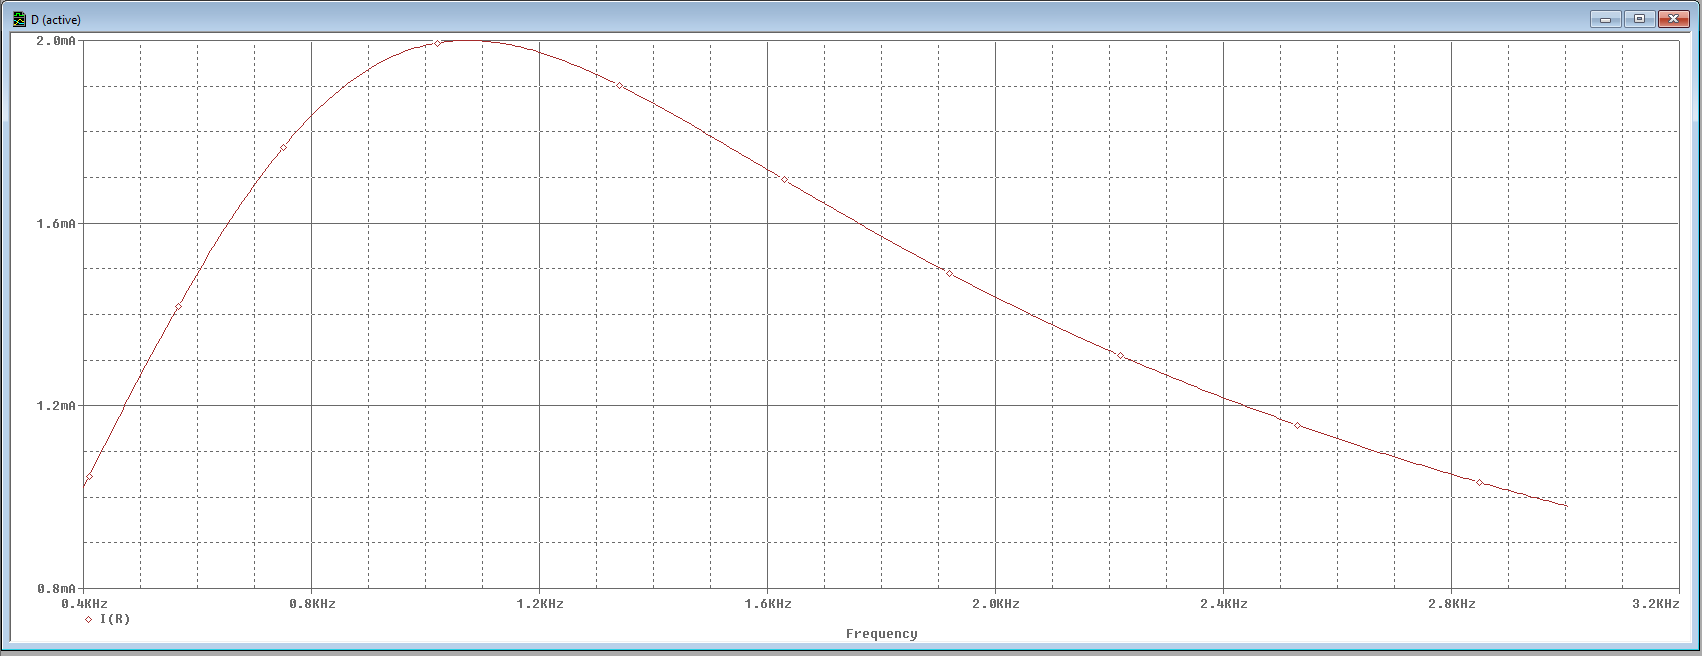 D (active)
2.0mA
1.6mA
1.2mA
0.8mA
0.4KHz 0.8KHz 1.2KHz 1.6KHz 2.0KHz 2.4KHz 2.8KHz 3.2KHz
I(R)
Frequency